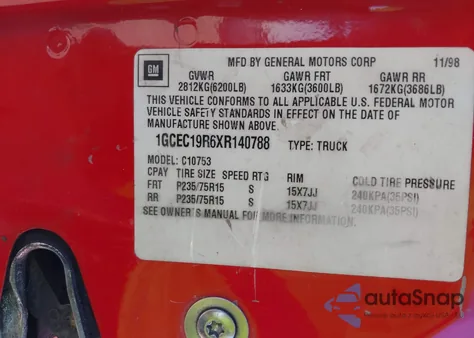 MFD BY GENERAL MOTORS CORP 11/98
GM
GVWR GAWR FRT GAWR RR
2812KG(6200LB) 1633KG(3600LB) 1672KG(3686LB)
THIS VEHICLE CONFORMS TO ALL APPLICABLE U.S. FEDERAL MOTOR
VEHICLE SAFETY STANDARDS IN EFFECT ON THE DATE OF
MANUFACTURE SHOWN ABOVE.
1GCEC19R6XR140788 TYPE: TRUCK
MODEL: C10753
CPAY TIRE SIZE SPEED RTG RIM COLD TIRE PRESSURE
FRT P235/75R15 S 15X7JJ 240KPA(35PSI)
RR P235/75R15 S 15X7JJ 240KPA(35PSI)
SEE OWNER'S MANUAL FOR MORE INFORMATION.
autoSnap